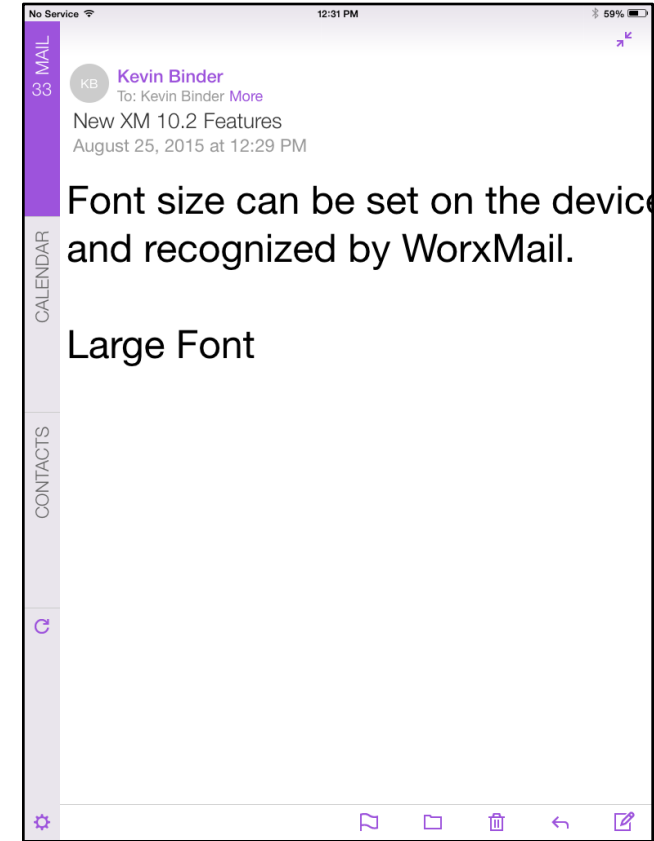 No Service 12:31 PM 59%
MAIL
33
KB
Kevin Binder
To: Kevin Binder More
New XM 10.2 Features
August 25, 2015 at 12:29 PM
Font size can be set on the device
and recognized by WorxMail.
Large Font
CALENDAR
CONTACTS